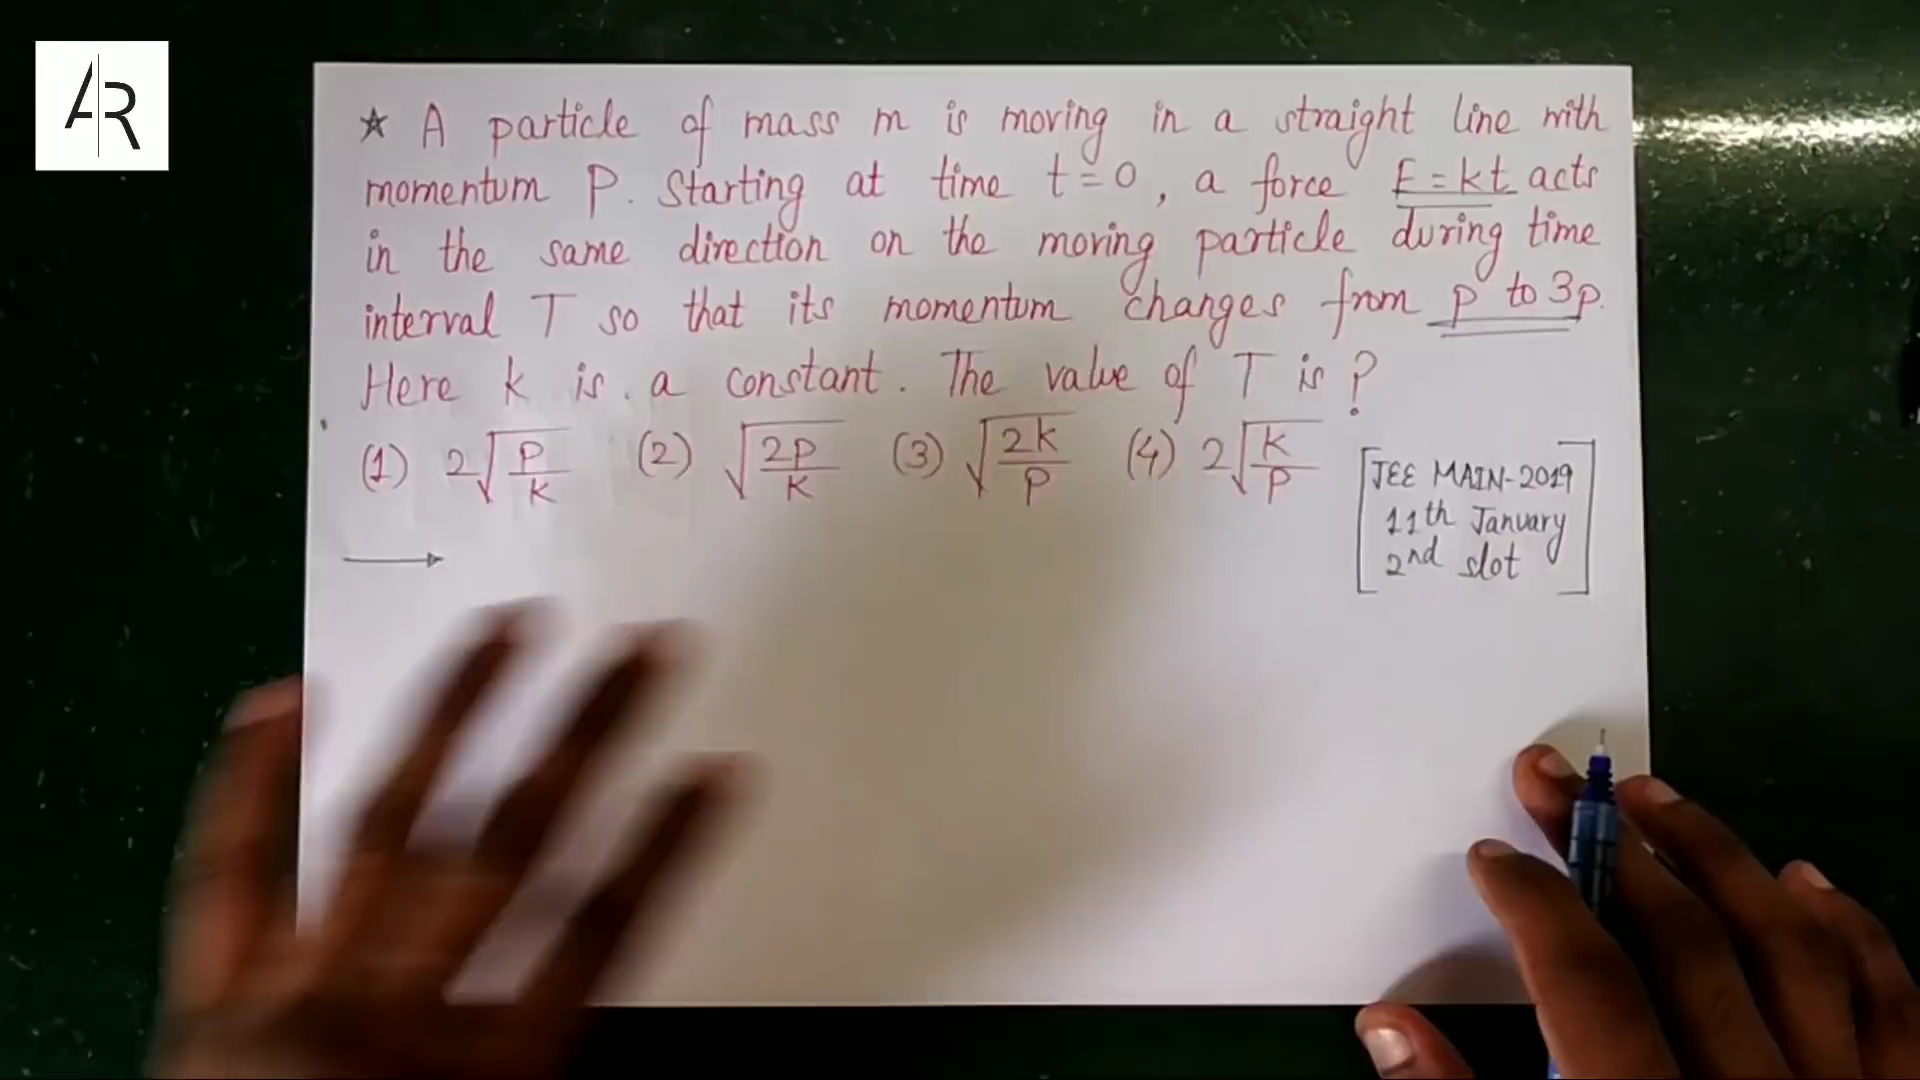 AR
★ A particle of mass m is moving in a straight line with
momentum P. Starting at time t=0, a force F=kt acts
in the same direction on the moving particle during time
interval T so that its momentum changes from p to 3p.
Here k is a constant. The value of T is?
(1) 2√(P/K) (2) √(2P/K) (3) √(2K/P) (4) 2√(K/P)
[JEE MAIN-2019
11th January
2nd slot]